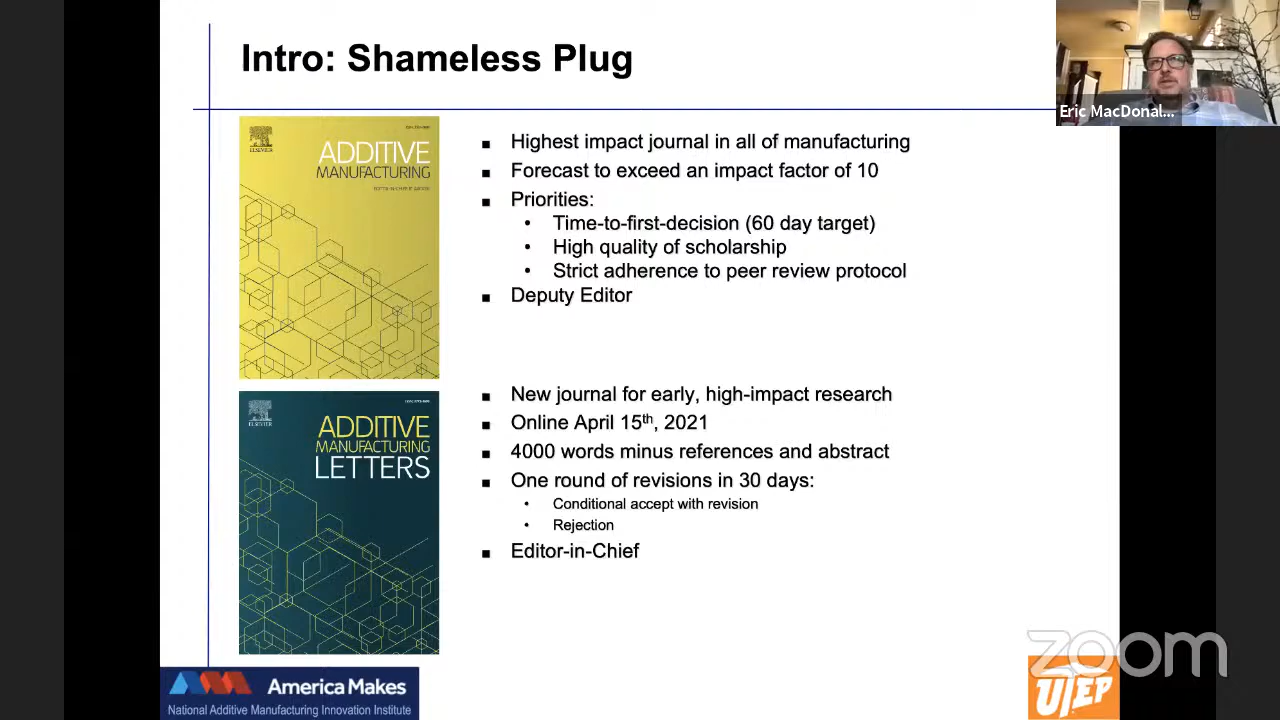 Intro: Shameless Plug
Eric MacDonal...
ELSEVIER
ADDITIVE
MANUFACTURING
▪ Highest impact journal in all of manufacturing
▪ Forecast to exceed an impact factor of 10
▪ Priorities:
• Time-to-first-decision (60 day target)
• High quality of scholarship
• Strict adherence to peer review protocol
▪ Deputy Editor
ELSEVIER
ADDITIVE
MANUFACTURING
LETTERS
▪ New journal for early, high-impact research
▪ Online April 15th, 2021
▪ 4000 words minus references and abstract
▪ One round of revisions in 30 days:
• Conditional accept with revision
• Rejection
▪ Editor-in-Chief
America Makes
National Additive Manufacturing Innovation Institute
zoom
UTEP